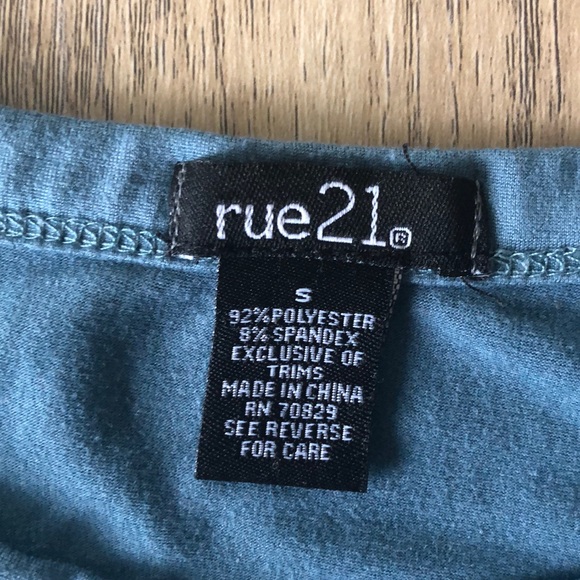 rue21®
S
92%POLYESTER
8% SPANDEX
EXCLUSIVE OF
TRIMS
MADE IN CHINA
RN 70829
SEE REVERSE
FOR CARE